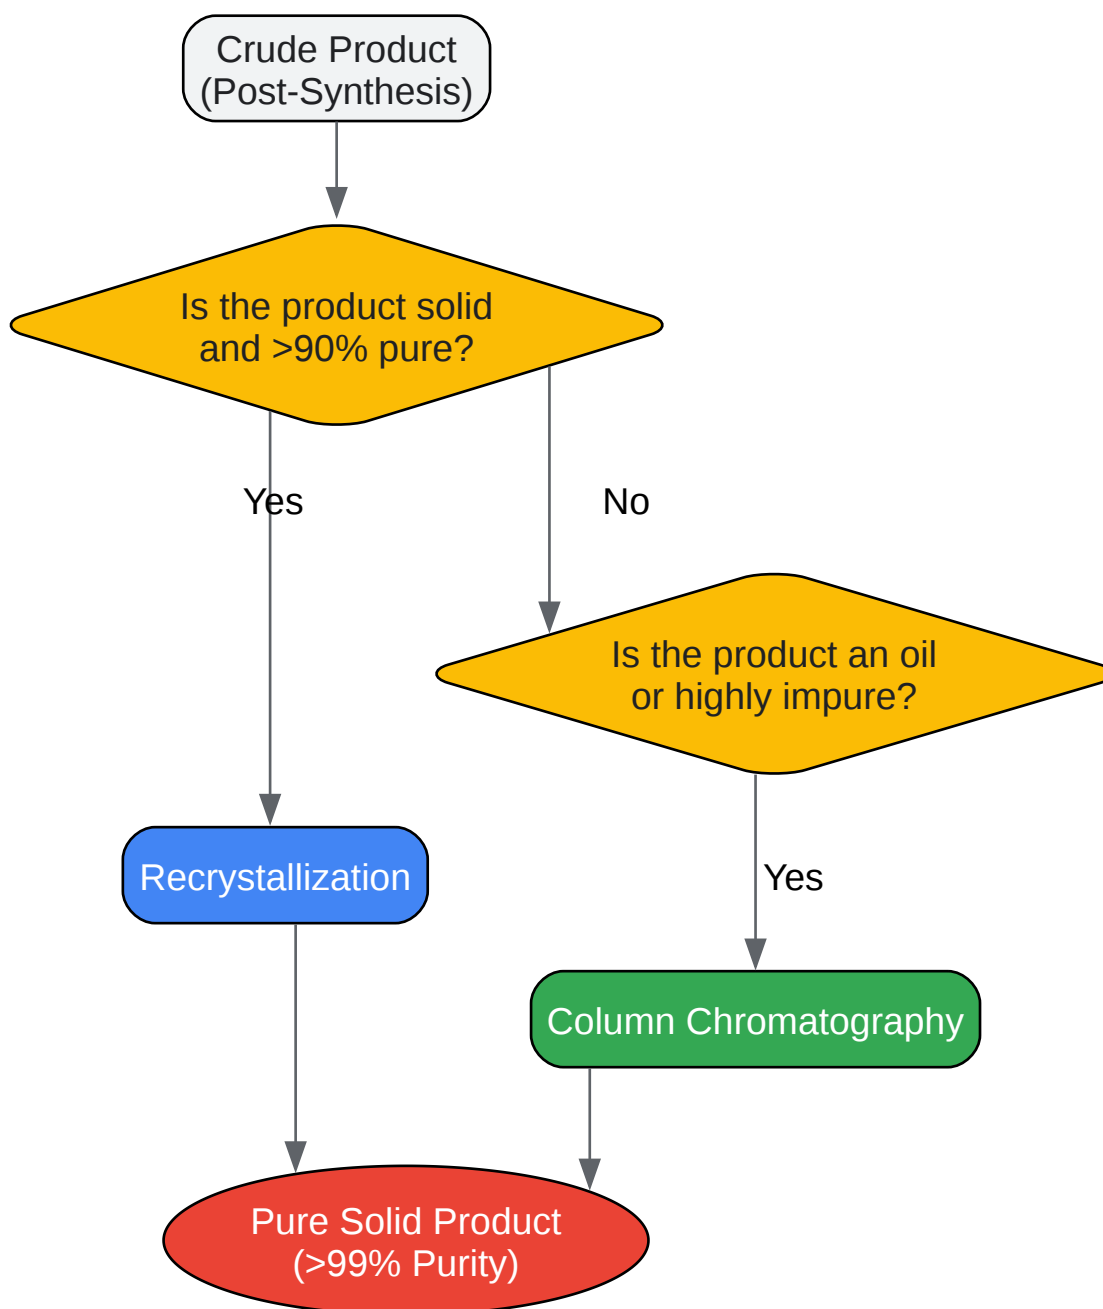 Crude Product
(Post-Synthesis)
Is the product solid
and >90% pure?
Yes
No
Is the product an oil
or highly impure?
Recrystallization
Yes
Column Chromatography
Pure Solid Product
(>99% Purity)